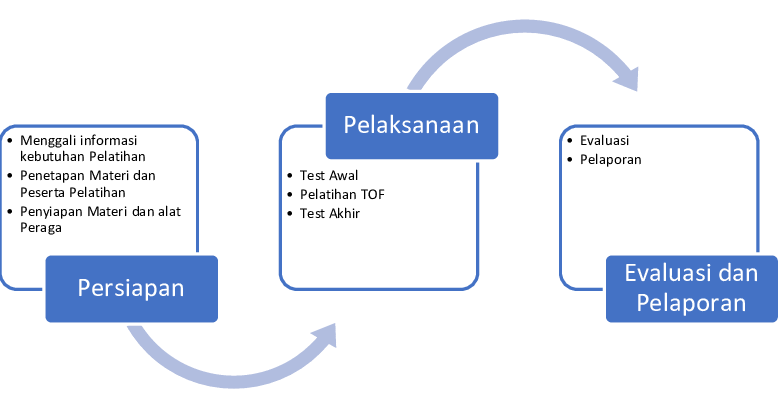 • Menggali informasi
kebutuhan Pelatihan
• Penetapan Materi dan
Peserta Pelatihan
• Penyiapan Materi dan alat
Peraga
Persiapan
Pelaksanaan
• Test Awal
• Pelatihan TOF
• Test Akhir
• Evaluasi
• Pelaporan
Evaluasi dan
Pelaporan